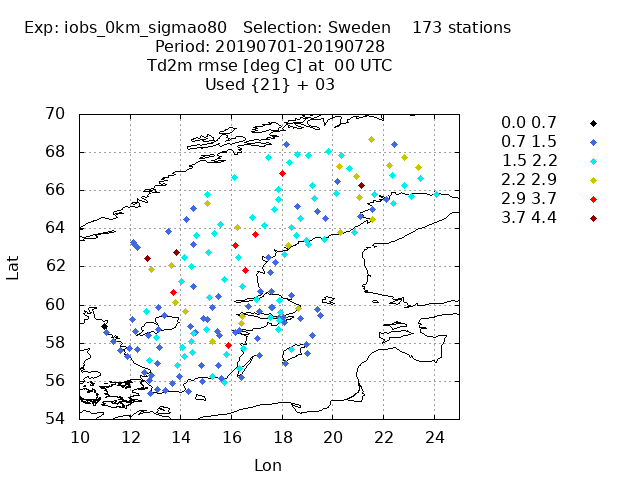 Exp: iobs_0km_sigmao80   Selection: Sweden    173 stations
Period: 20190701-20190728
Td2m rmse [deg C] at  00 UTC
Used {21} + 03
0.0 0.7
0.7 1.5
1.5 2.2
2.2 2.9
2.9 3.7
3.7 4.4
70
68
66
64
62
60
58
56
54
Lat
10 12 14 16 18 20 22 24
Lon